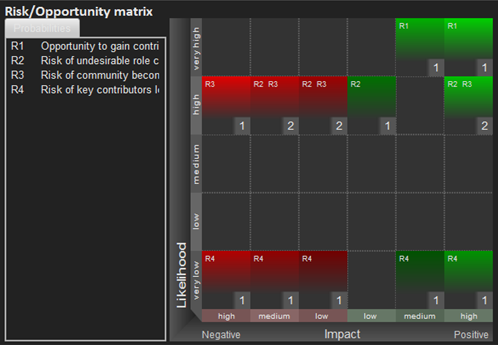 Risk/Opportunity matrix
Probabilities
R1 Opportunity to gain contri
R2 Risk of undesirable role c
R3 Risk of community becon
R4 Risk of key contributors
very high
R1 R1
1 1
high
R3 R2 R3 R2 R3 R2 R2 R3
1 2 2 1 2
medium
low
very low
R4 R4 R4 R4 R4
1 1 1 1 1
Likelihood
high medium low low medium high
Negative Impact Positive